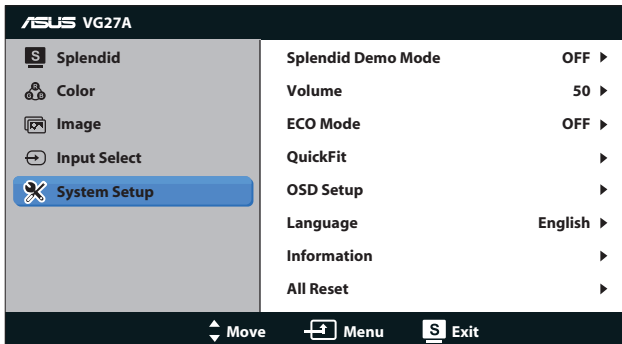 ASUS VG27A
S Splendid
Color
Image
Input Select
System Setup
Splendid Demo Mode OFF
Volume 50
ECO Mode OFF
QuickFit
OSD Setup
Language English
Information
All Reset
Move Menu S Exit